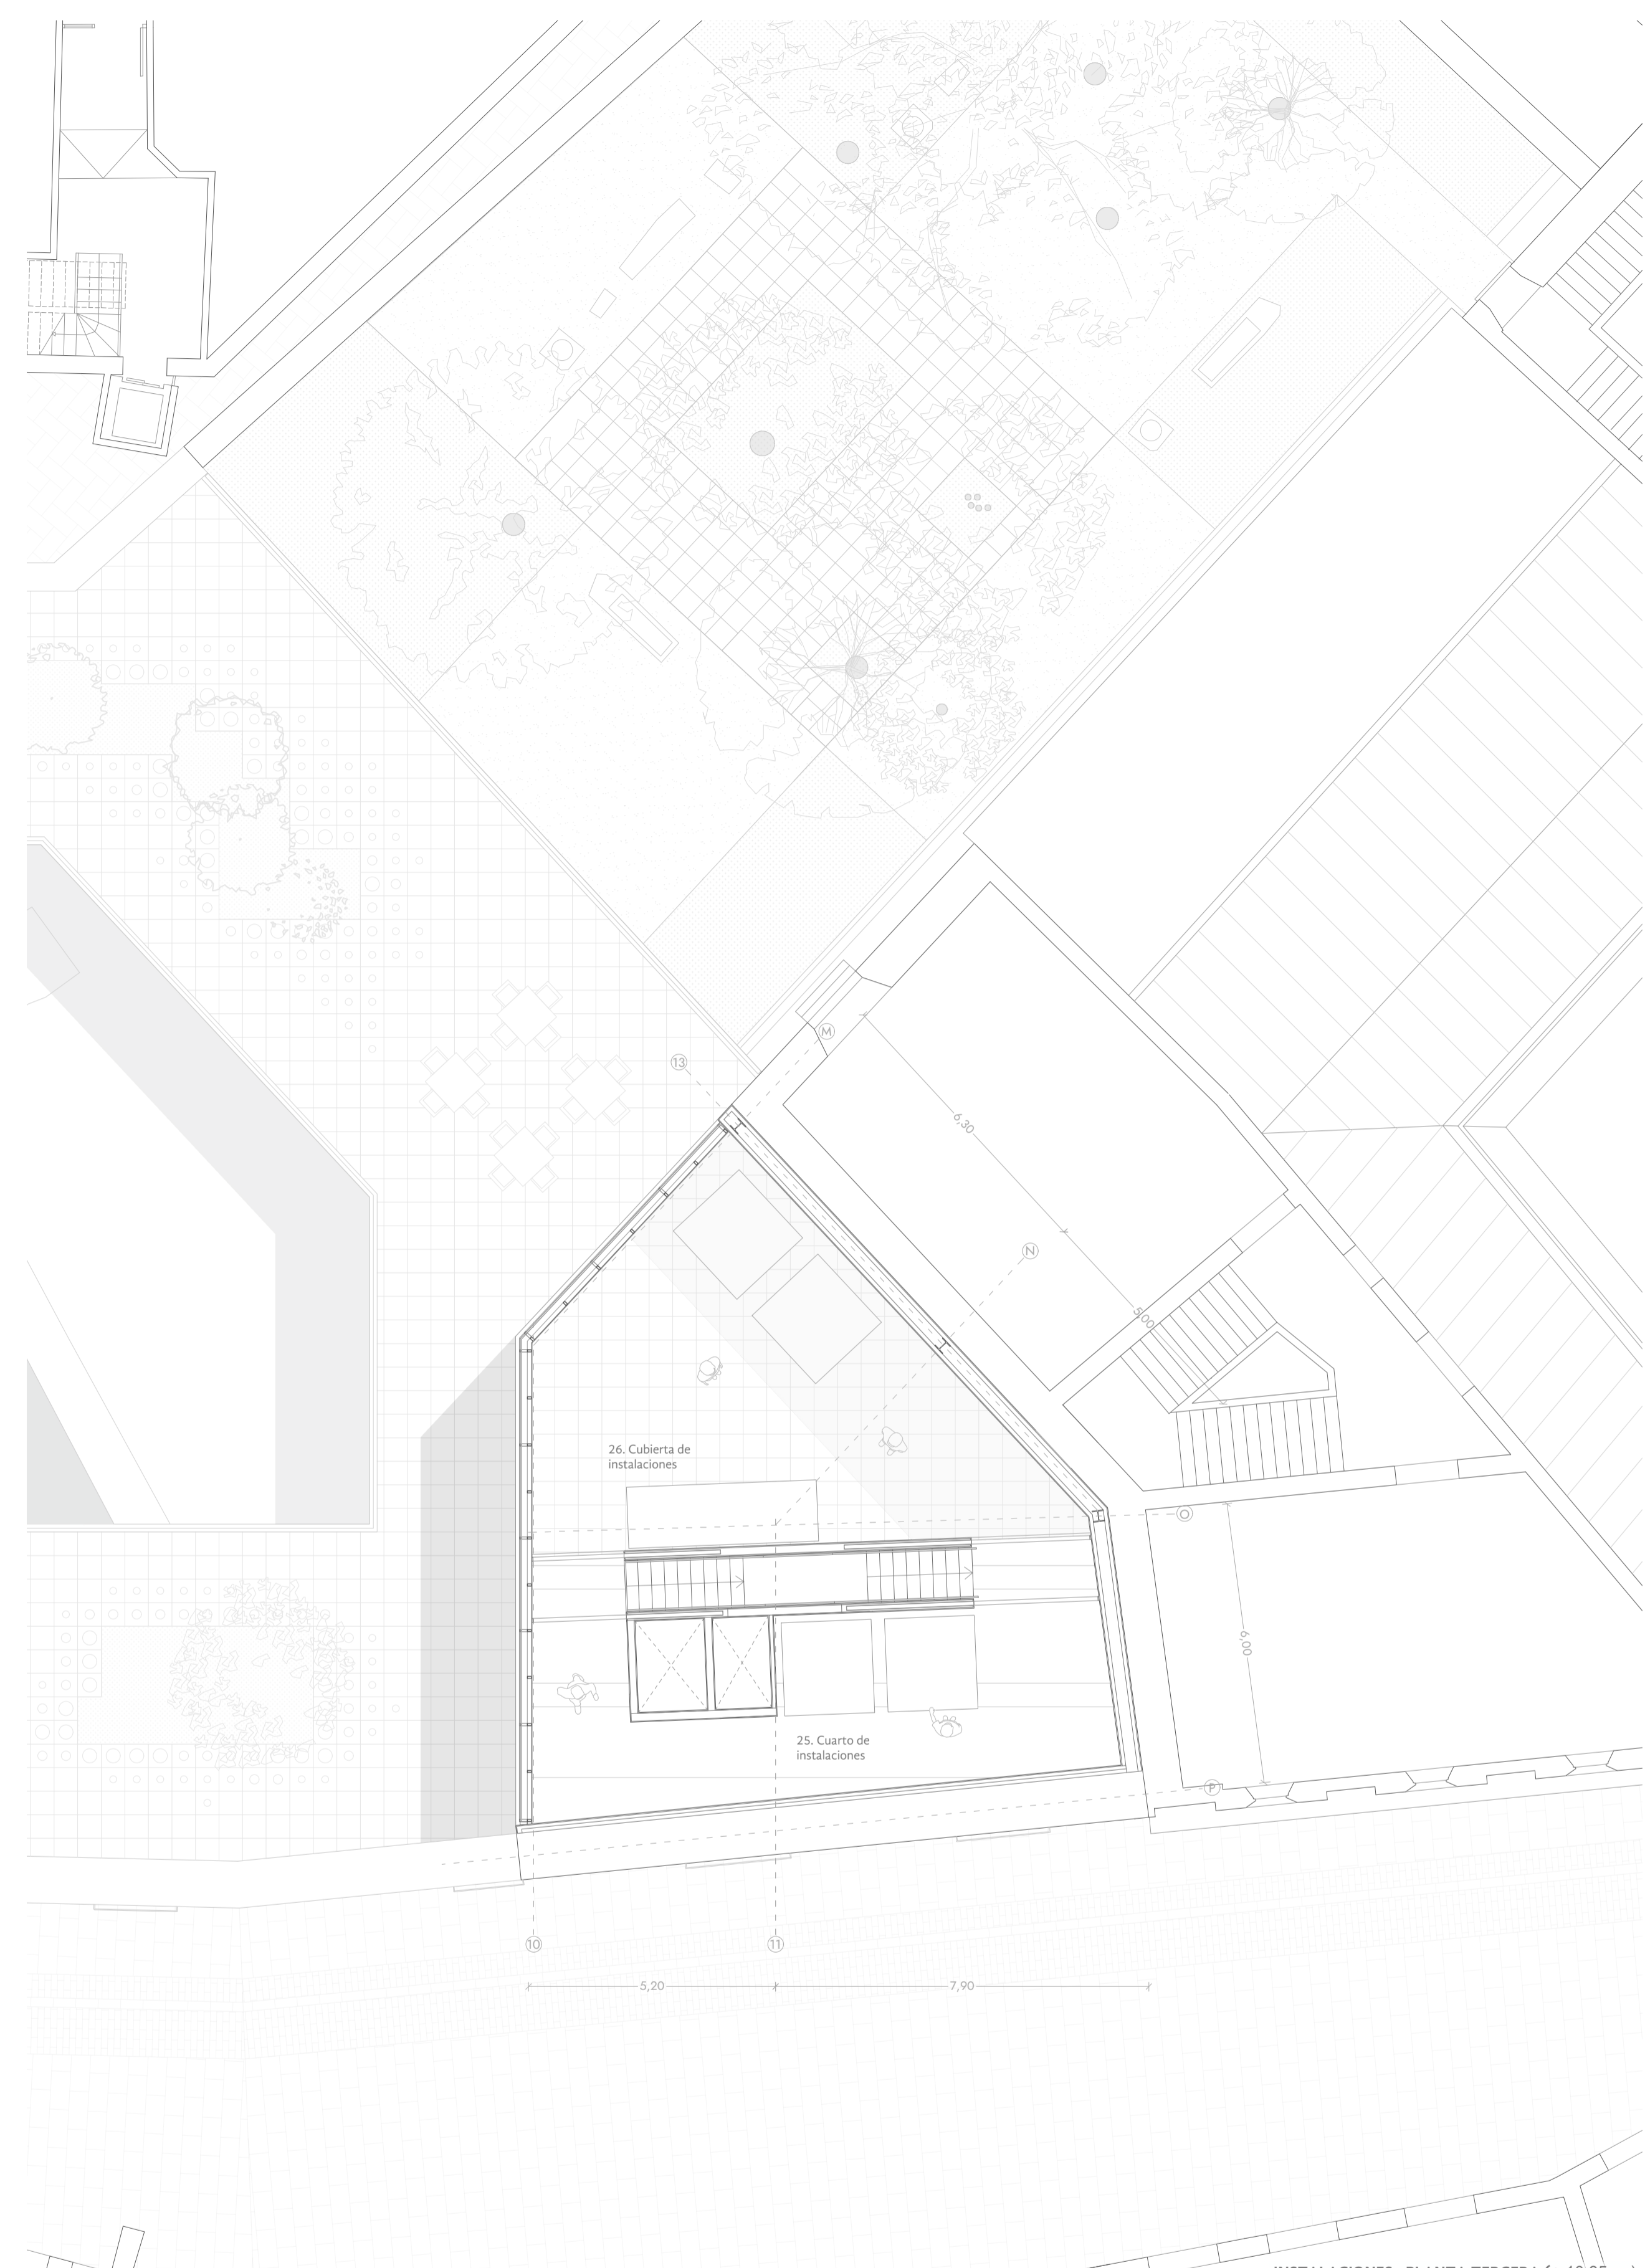 M
13
6,30
N
5,00
26. Cubierta de
instalaciones
O
6,00
25. Cuarto de
instalaciones
P
10
11
5,20
7,90